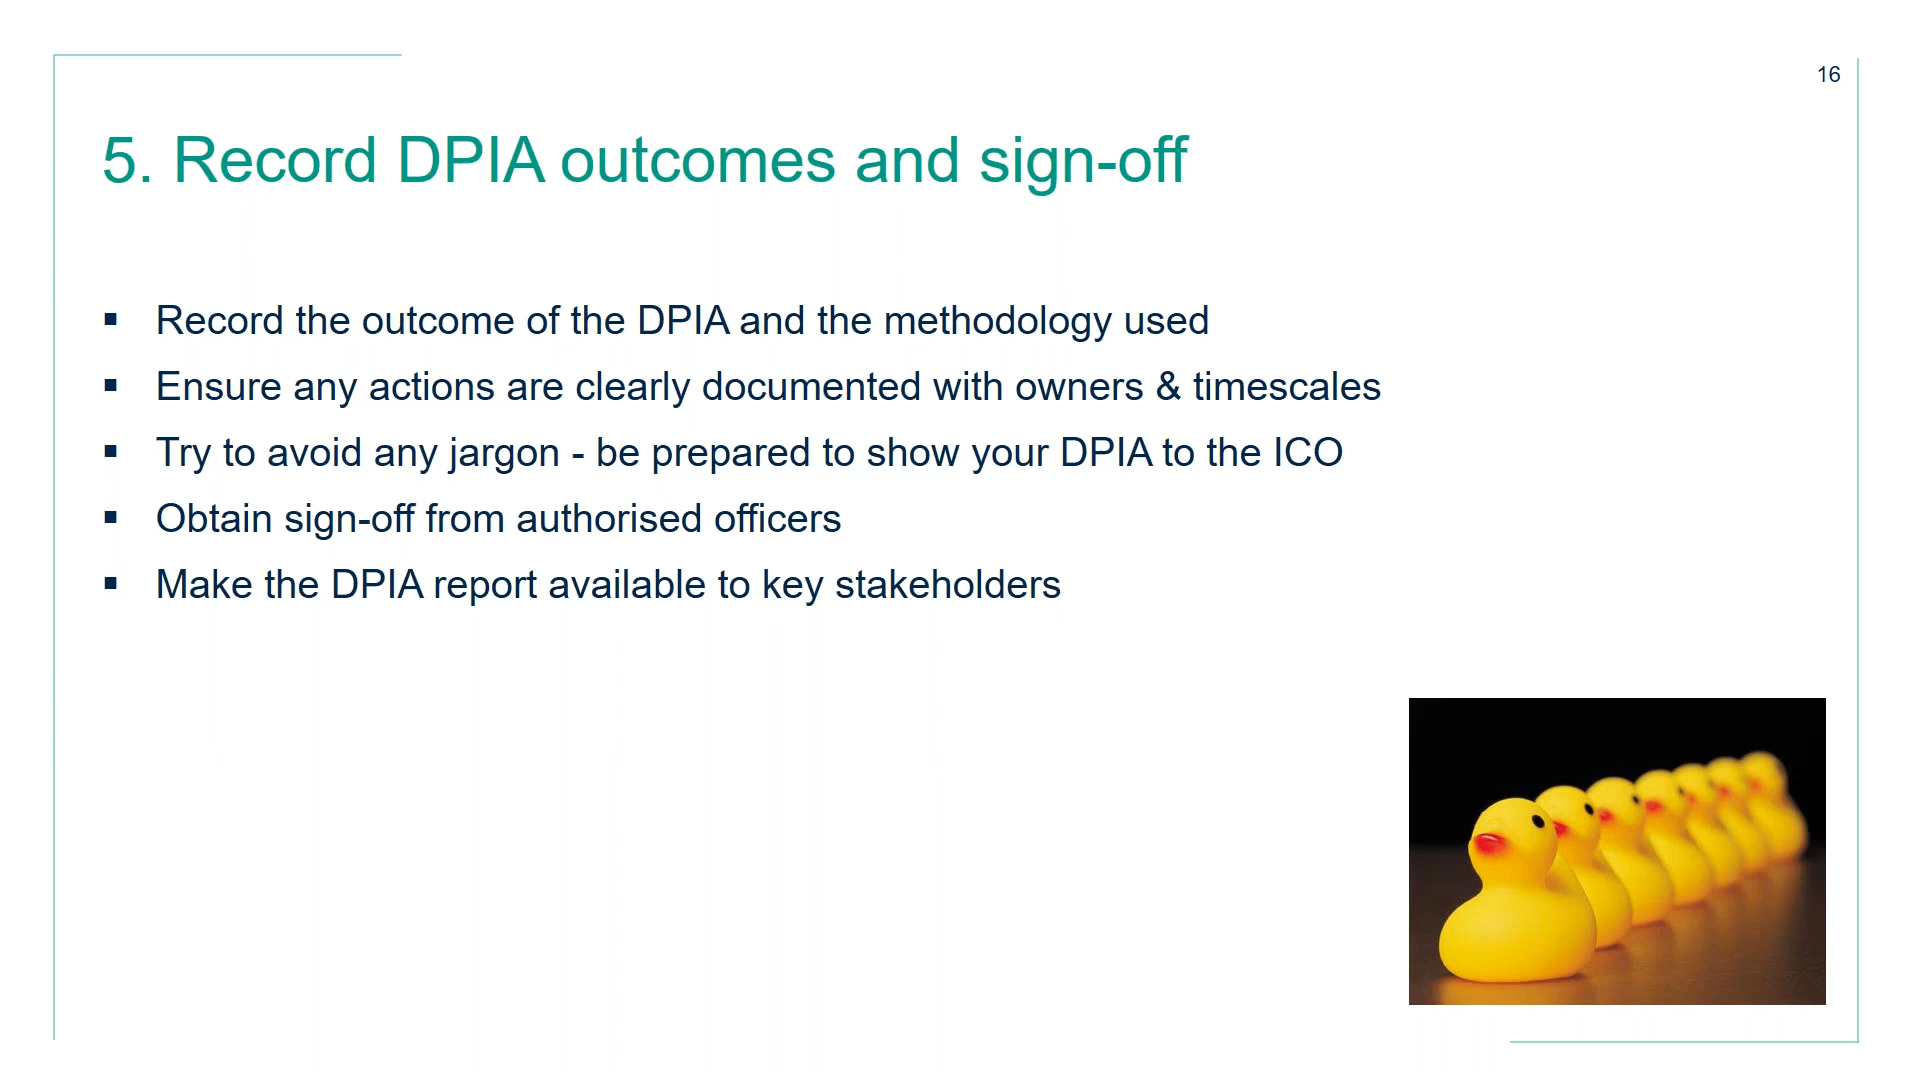 16
5. Record DPIA outcomes and sign-off
▪ Record the outcome of the DPIA and the methodology used
▪ Ensure any actions are clearly documented with owners & timescales
▪ Try to avoid any jargon - be prepared to show your DPIA to the ICO
▪ Obtain sign-off from authorised officers
▪ Make the DPIA report available to key stakeholders